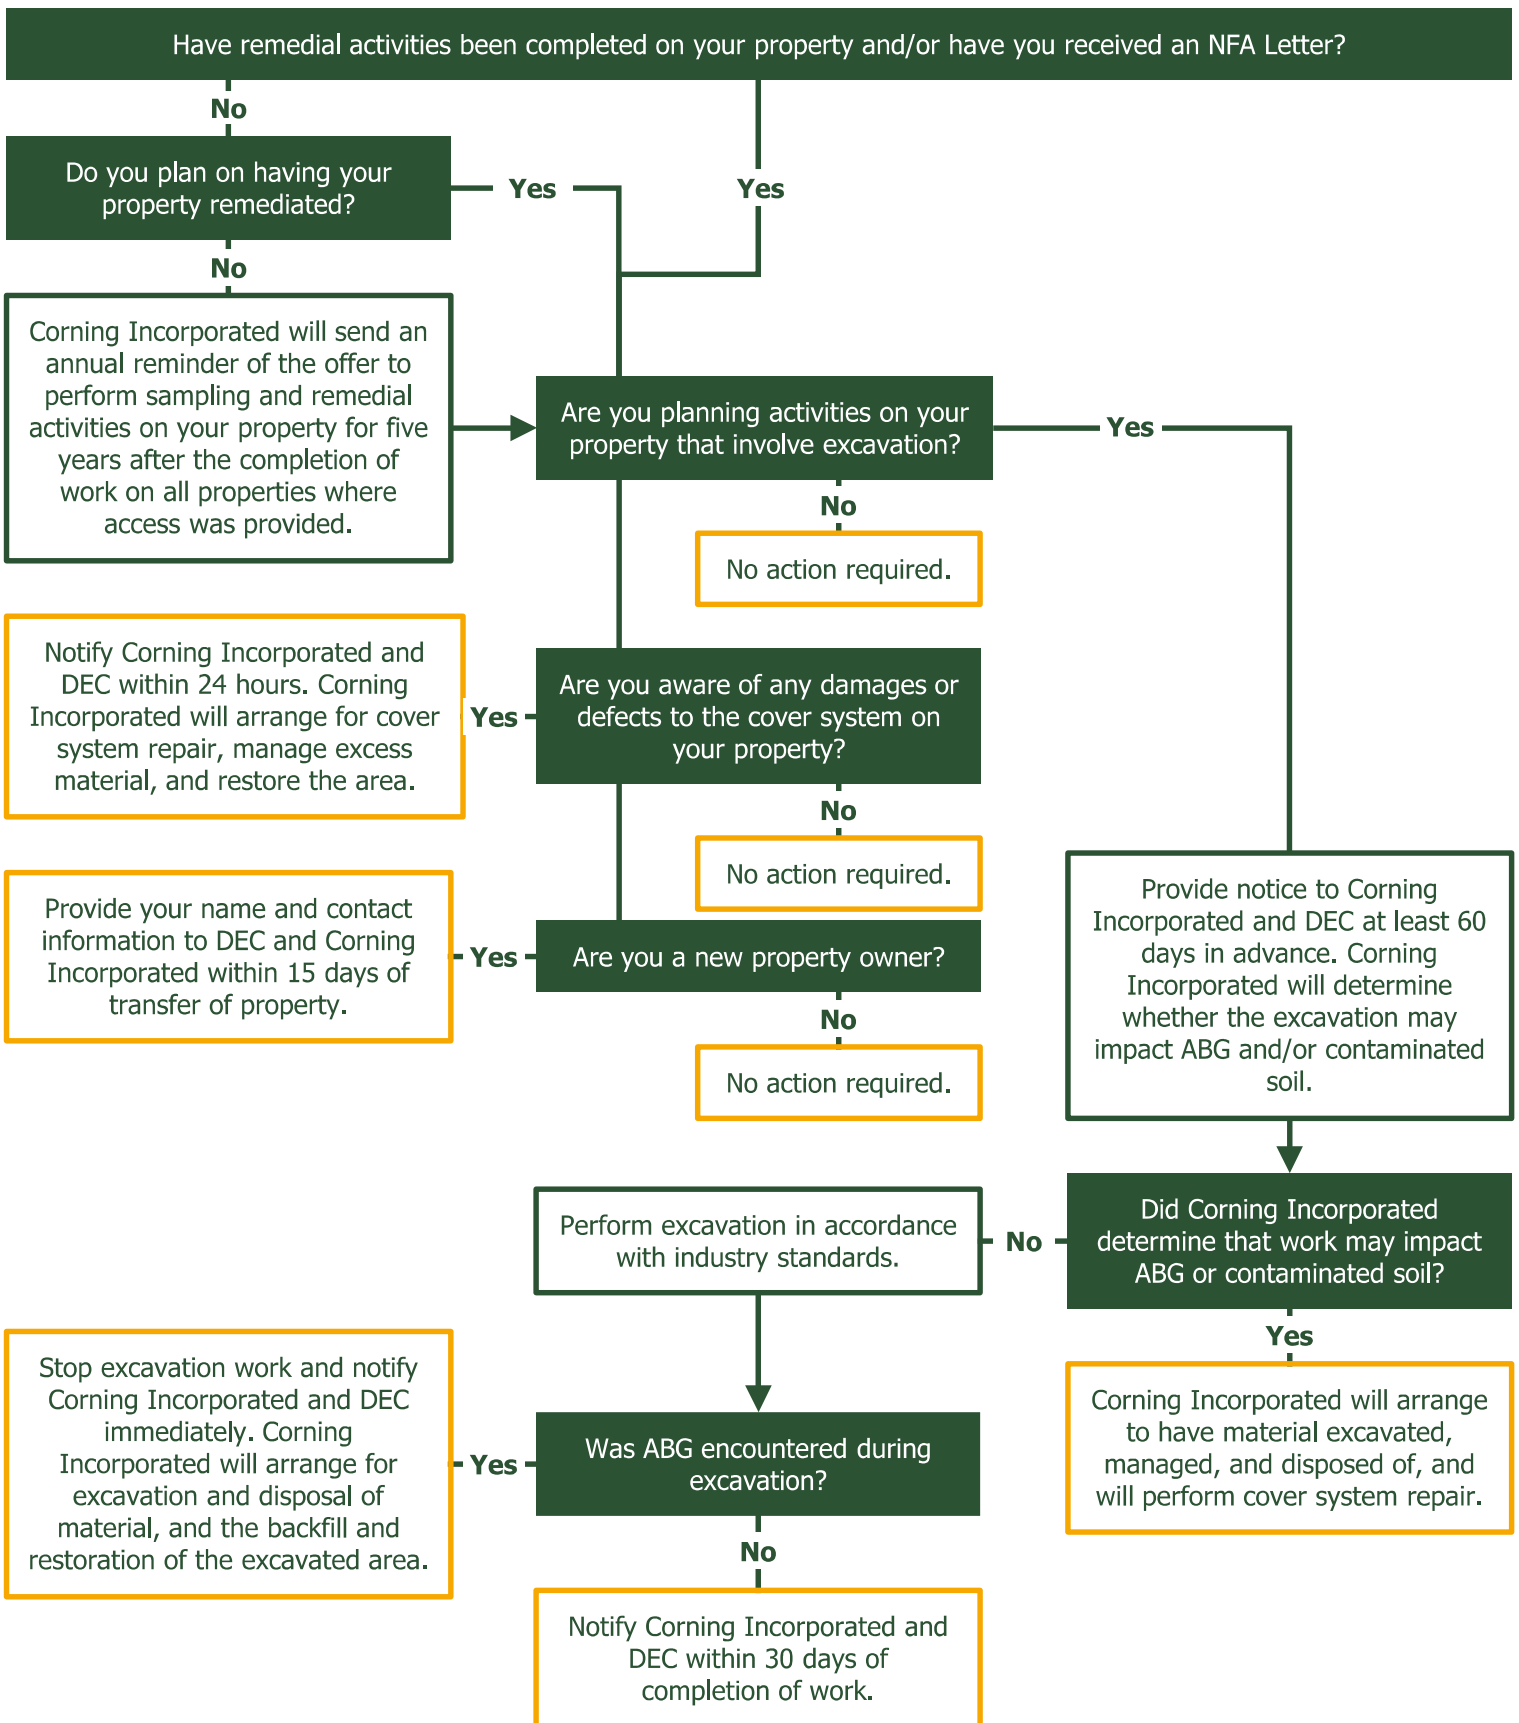 Have remedial activities been completed on your property and/or have you received an NFA Letter?
No
Do you plan on having your
property remediated?
Yes
Yes
No
Corning Incorporated will send an
annual reminder of the offer to
perform sampling and remedial
activities on your property for five
years after the completion of
work on all properties where
access was provided.
Are you planning activities on your
property that involve excavation?
Yes
No
No action required.
Notify Corning Incorporated and
DEC within 24 hours. Corning
Incorporated will arrange for cover
system repair, manage excess
material, and restore the area.
Yes
Are you aware of any damages or
defects to the cover system on
your property?
No
No action required.
Provide your name and contact
information to DEC and Corning
Incorporated within 15 days of
transfer of property.
Yes
Are you a new property owner?
No
No action required.
Provide notice to Corning
Incorporated and DEC at least 60
days in advance. Corning
Incorporated will determine
whether the excavation may
impact ABG and/or contaminated
soil.
Perform excavation in accordance
with industry standards.
No
Did Corning Incorporated
determine that work may impact
ABG or contaminated soil?
Yes
Corning Incorporated will arrange
to have material excavated,
managed, and disposed of, and
will perform cover system repair.
Stop excavation work and notify
Corning Incorporated and DEC
immediately. Corning
Incorporated will arrange for
excavation and disposal of
material, and the backfill and
restoration of the excavated area.
Yes
Was ABG encountered during
excavation?
No
Notify Corning Incorporated and
DEC within 30 days of
completion of work.